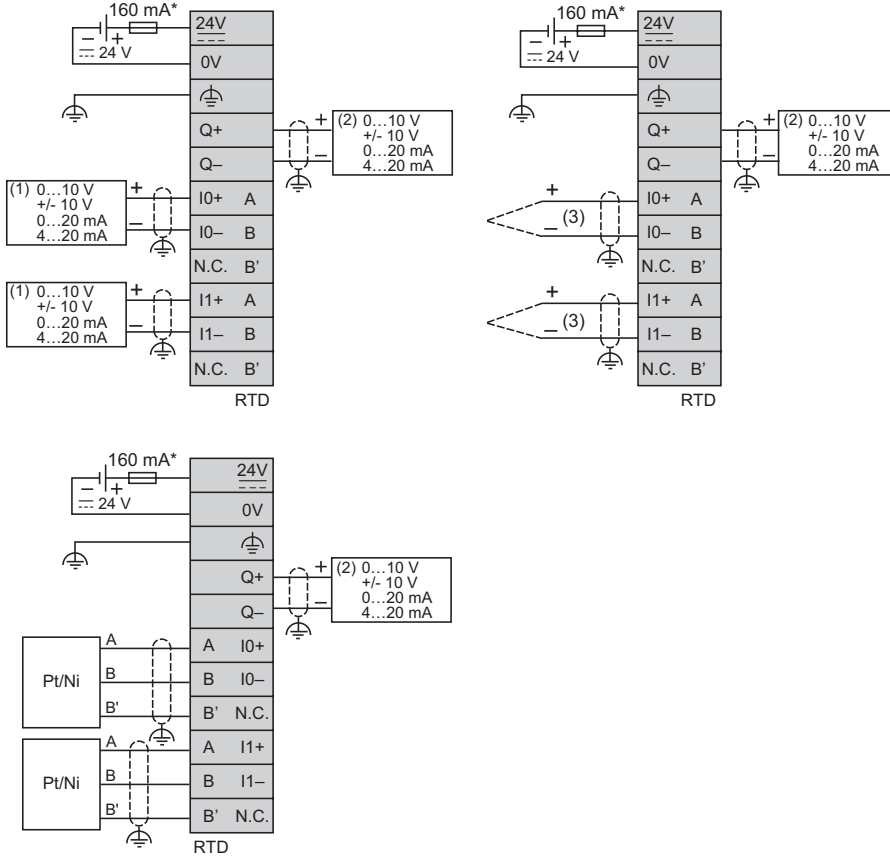 160 mA*
24V
− +
24 V
0V
Q+
Q–
+
–
(2) 0…10 V
+/- 10 V
0…20 mA
4…20 mA
(1) 0…10 V
+/- 10 V
0…20 mA
4…20 mA
+
–
I0+ A
I0– B
N.C. B'
(1) 0…10 V
+/- 10 V
0…20 mA
4…20 mA
+
–
I1+ A
I1– B
N.C. B'
RTD
160 mA*
24V
− +
24 V
0V
Q+
Q–
+
–
(2) 0…10 V
+/- 10 V
0…20 mA
4…20 mA
+
– (3)
I0+ A
I0– B
N.C. B'
+
– (3)
I1+ A
I1– B
N.C. B'
RTD
160 mA*
24V
− +
24 V
0V
Q+
Q–
+
–
(2) 0…10 V
+/- 10 V
0…20 mA
4…20 mA
Pt/Ni
A
B
B'
A I0+
B I0–
B' N.C.
Pt/Ni
A
B
B'
A I1+
B I1–
B' N.C.
RTD